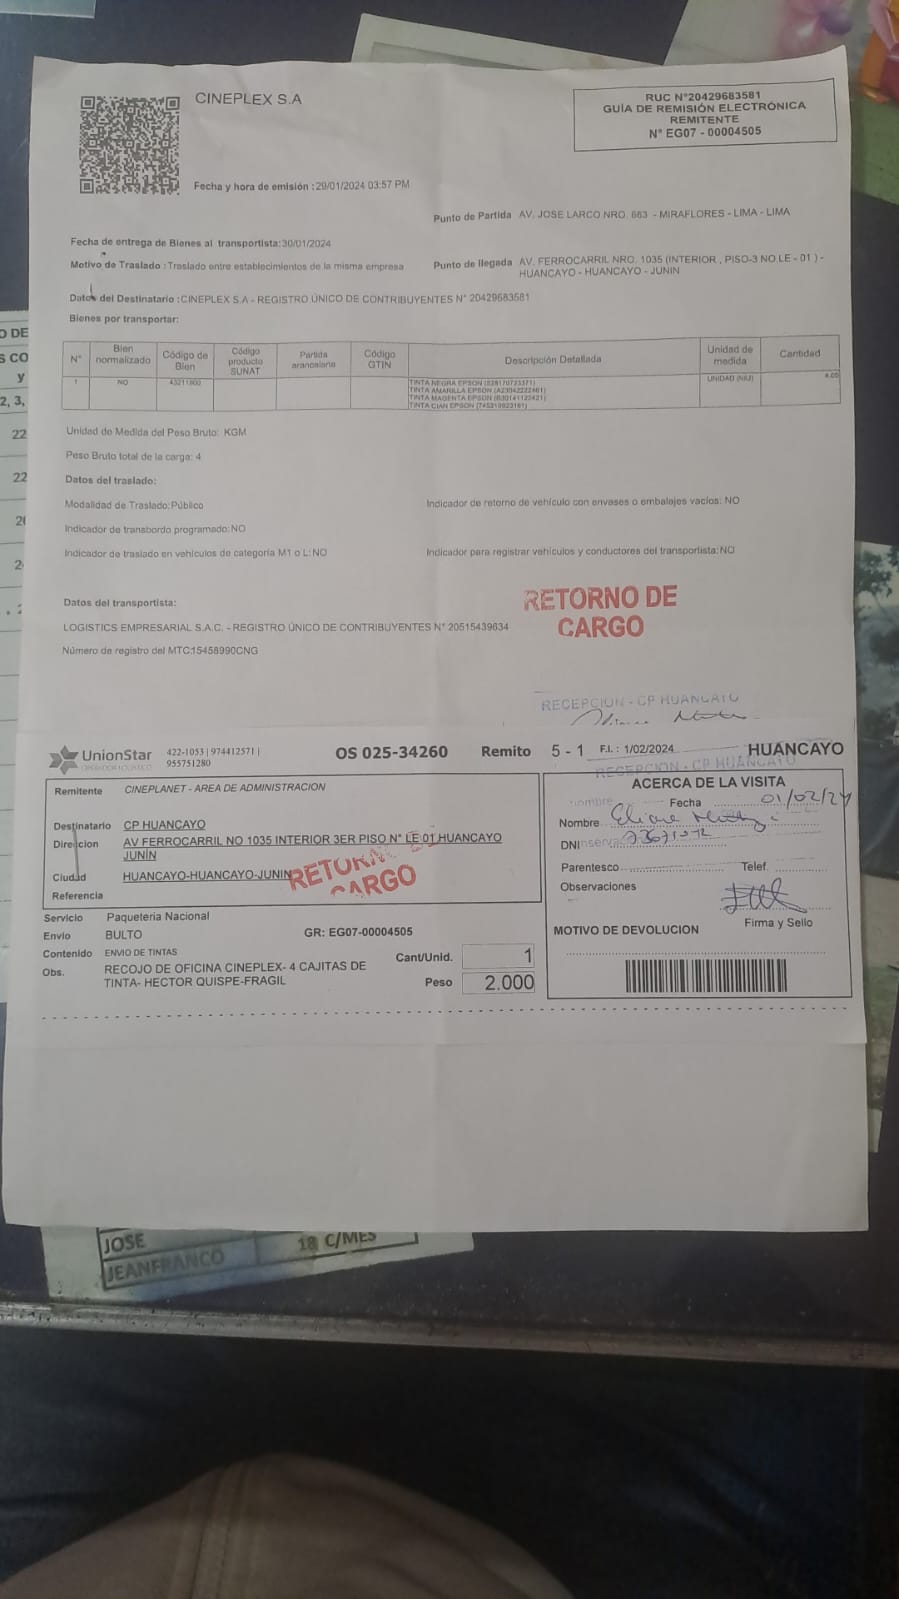 CINEPLEX S.A
RUC N°20429683581
GUÍA DE REMISIÓN ELECTRÓNICA
REMITENTE
N° EG07 - 00004505
Fecha y hora de emisión : 29/01/2024 03:57 PM
Punto de Partida AV. JOSE LARCO NRO. 663 - MIRAFLORES - LIMA - LIMA
Fecha de entrega de Bienes al transportista: 30/01/2024
Motivo de Traslado : Traslado entre establecimientos de la misma empresa
Punto de llegada AV. FERROCARRIL NRO. 1035 (INTERIOR , PISO-3 NO.LE - 01 ) -
HUANCAYO - HUANCAYO - JUNIN
Datos del Destinatario : CINEPLEX S.A - REGISTRO ÚNICO DE CONTRIBUYENTES N° 20429683581
Bienes por transportar:
N° Bien normalizado Código de Bien Código producto SUNAT Partida arancelaria Código GTIN Descripción Detallada Unidad de medida Cantidad
1 NO TINTA NEGRA EPSON UNIDAD (NIU)
TINTA AMARILLA EPSON
TINTA MAGENTA EPSON
TINTA CIAN EPSON
Unidad de Medida del Peso Bruto: KGM
Peso Bruto total de la carga: 4
Datos del traslado:
Modalidad de Traslado: Público
Indicador de retorno de vehículo con envases o embalajes vacíos: NO
Indicador de transbordo programado: NO
Indicador de traslado en vehículos de categoría M1 o L: NO
Indicador para registrar vehículos y conductores del transportista: NO
Datos del transportista:
RETORNO DE
CARGO
LOGISTICS EMPRESARIAL S.A.C. - REGISTRO ÚNICO DE CONTRIBUYENTES N° 20515439634
Número de registro del MTC:15458990CNG
RECEPCION - CP HUANCAYO
UnionStar
422-1053 | 974412571 |
955751280
OS 025-34260
Remito 5 - 1
F.I. : 1/02/2024
HUANCAYO
RECEPCION - CP HUANCAYO
Remitente CINEPLANET - AREA DE ADMINISTRACION
Destinatario CP HUANCAYO
Direccion AV FERROCARRIL NO 1035 INTERIOR 3ER PISO N° LE 01 HUANCAYO
JUNÍN
Ciudad HUANCAYO-HUANCAYO-JUNIN
RETORNO DE
CARGO
Referencia
ACERCA DE LA VISITA
Fecha 01/02/24
Nombre
DNI
Parentesco
Telef.
Observaciones
Firma y Sello
MOTIVO DE DEVOLUCION
Servicio Paqueteria Nacional
Envio BULTO
GR: EG07-00004505
Contenido ENVIO DE TINTAS
Cant/Unid. 1
Obs. RECOJO DE OFICINA CINEPLEX- 4 CAJITAS DE
TINTA- HECTOR QUISPE-FRAGIL
Peso 2.000
JOSE
JEANFRANCO
18 C/MES